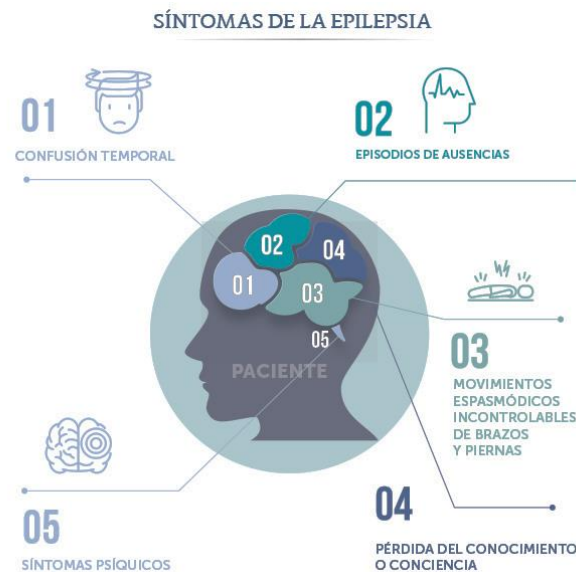 SÍNTOMAS DE LA EPILEPSIA
01
CONFUSIÓN TEMPORAL
02
EPISODIOS DE AUSENCIAS
02
04
01
03
05
PACIENTE
03
MOVIMIENTOS
ESPASMÓDICOS
INCONTROLABLES
DE BRAZOS
Y PIERNAS
04
PÉRDIDA DEL CONOCIMIENTO
O CONCIENCIA
05
SÍNTOMAS PSÍQUICOS